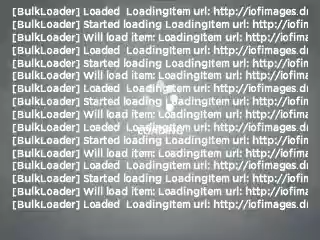 [BulkLoader] Loaded LoadingItem url: http://iofimages.d
[BulkLoader] Started loading LoadingItem url: http://iofi
[BulkLoader] Will load item: LoadingItem url: http://iofima
[BulkLoader] Loaded LoadingItem url: http://iofimages.d
[BulkLoader] Started loading LoadingItem url: http://iofi
[BulkLoader] Will load item: LoadingItem url: http://iofima
[BulkLoader] Loaded LoadingItem url: http://iofimages.d
[BulkLoader] Started loading LoadingItem url: http://iofi
[BulkLoader] Will load item: LoadingItem url: http://iofima
[BulkLoader] Loaded LoadingItem url: http://iofimages.d
[BulkLoader] Started loading LoadingItem url: http://iofi
[BulkLoader] Will load item: LoadingItem url: http://iofima
[BulkLoader] Loaded LoadingItem url: http://iofimages.d
[BulkLoader] Started loading LoadingItem url: http://iofi
[BulkLoader] Will load item: LoadingItem url: http://iofima
[BulkLoader] Loaded LoadingItem url: http://iofimages.d